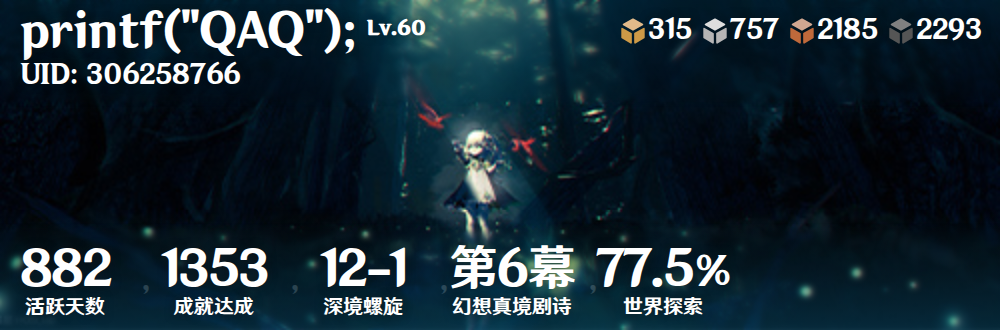 printf("QAQ"); Lv.60
315 757 2185 2293
UID: 306258766
882 1353 12-1 第6幕 77.5%
活跃天数 成就达成 深境螺旋 幻想真境剧诗 世界探索